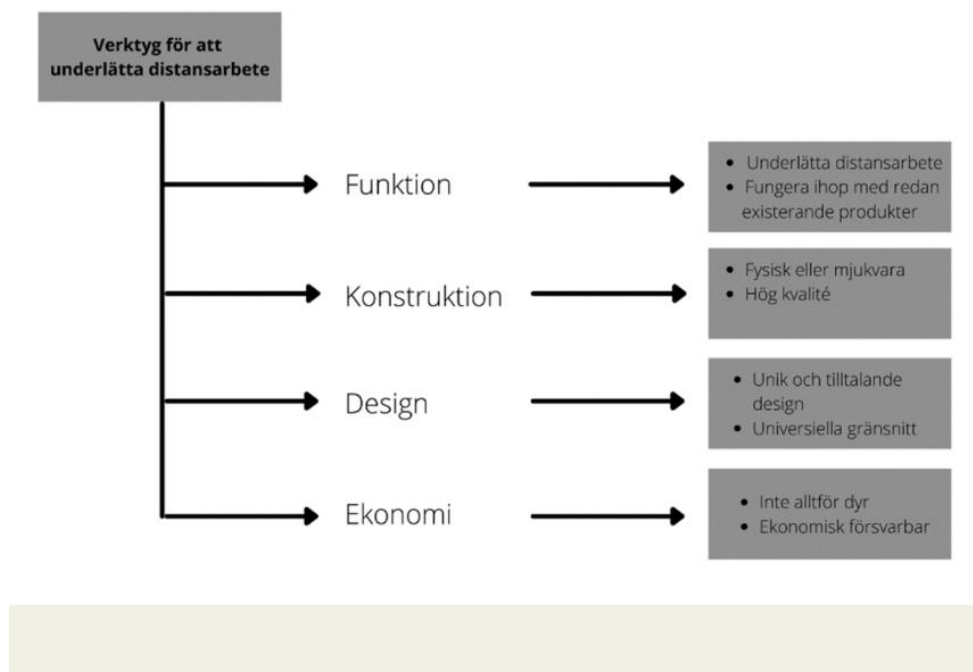 Verktyg för att
underlätta distansarbete
Funktion
• Underlätta distansarbete
• Fungera ihop med redan
existerande produkter
Konstruktion
• Fysisk eller mjukvara
• Hög kvalité
Design
• Unik och tilltalande
design
• Universiella gränsnitt
Ekonomi
• Inte alltför dyr
• Ekonomisk försvarbar